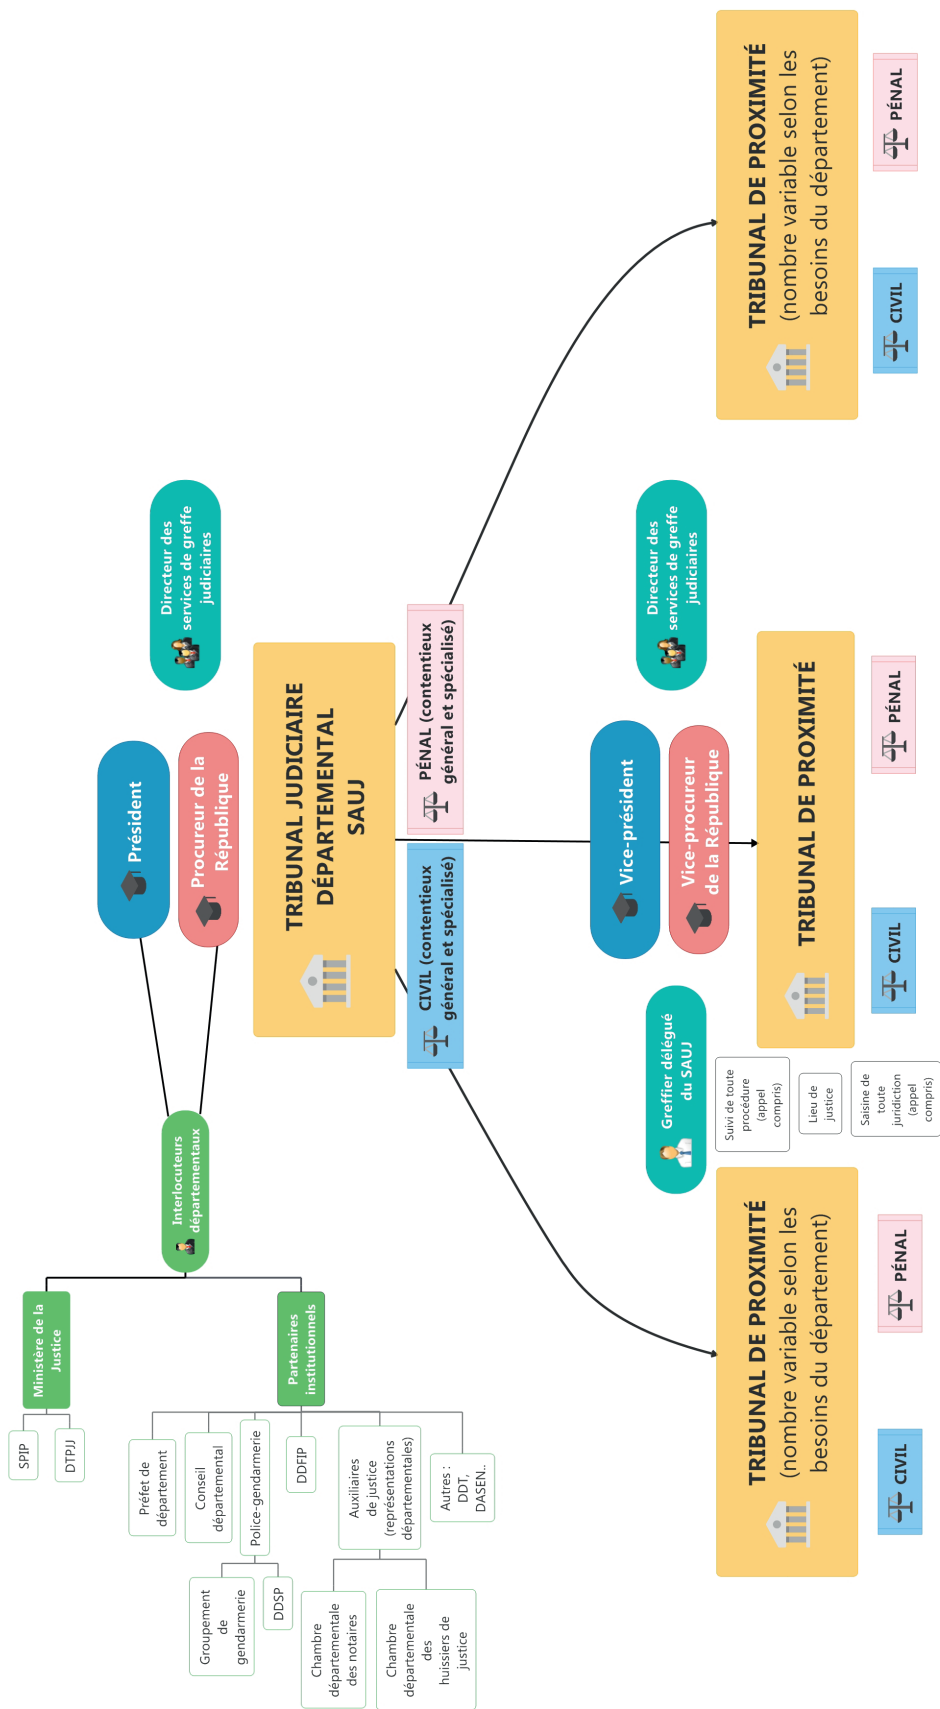 SPIP
DTPJJ
Ministère de la
Justice
Préfet de
département
Conseil
départemental
Police-gendarmerie
Groupement
de
gendarmerie
DDSP
DDFIP
Auxiliaires
de justice
(représentations
départementales)
Chambre
départementale
des notaires
Chambre
départementale
des
huissiers de
justice
Autres :
DDT,
DASEN..
Partenaires
institutionnels
Interlocuteurs
départementaux
Président
Procureur de la
République
Directeur des
services de greffe
judiciaires
TRIBUNAL JUDICIAIRE
DÉPARTEMENTAL
SAUJ
CIVIL (contentieux
général et spécialisé)
PÉNAL (contentieux
général et spécialisé)
Greffier délégué
du SAUJ
Vice-président
Vice-procureur
de la République
Directeur des
services de greffe
judiciaires
Suivi de toute
procédure
(appel
compris)
Lieu de
justice
Saisine de
toute
juridiction
(appel
compris)
TRIBUNAL DE PROXIMITÉ
(nombre variable selon les
besoins du département)
CIVIL
PÉNAL
TRIBUNAL DE PROXIMITÉ
CIVIL
PÉNAL
TRIBUNAL DE PROXIMITÉ
(nombre variable selon les
besoins du département)
CIVIL
PÉNAL